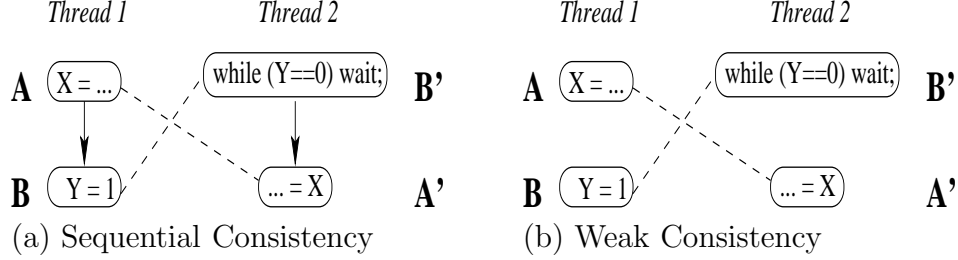 Thread 1 Thread 2 Thread 1 Thread 2
A X = ... while (Y==0) wait; B' A X = ... while (Y==0) wait; B'
B Y = 1 ... = X A' B Y = 1 ... = X A'
(a) Sequential Consistency (b) Weak Consistency